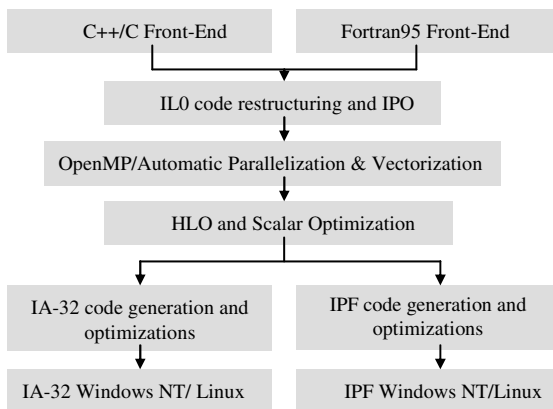 C++/C Front-End
Fortran95 Front-End
IL0 code restructuring and IPO
OpenMP/Automatic Parallelization & Vectorization
HLO and Scalar Optimization
IA-32 code generation and
optimizations
IPF code generation and
optimizations
IA-32 Windows NT/ Linux
IPF Windows NT/Linux